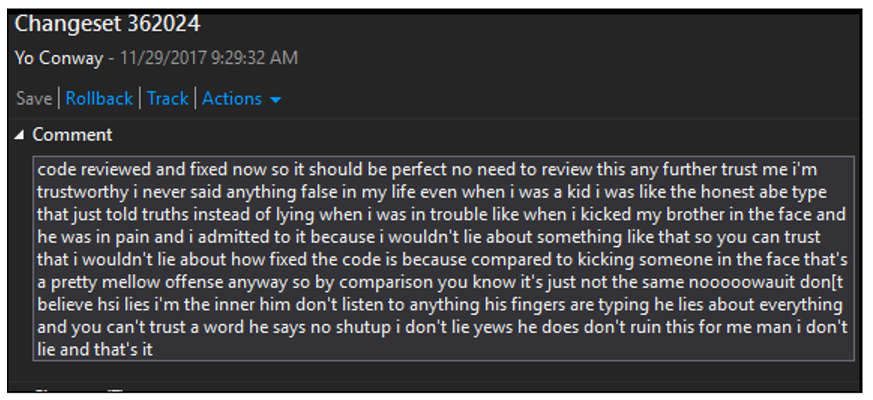 Changeset 362024
Yo Conway - 11/29/2017 9:29:32 AM
Save | Rollback | Track | Actions
Comment
code reviewed and fixed now so it should be perfect no need to review this any further trust me i'm
trustworthy i never said anything false in my life even when i was a kid i was like the honest abe type
that just told truths instead of lying when i was in trouble like when i kicked my brother in the face and
he was in pain and i admitted to it because i wouldn't lie about something like that so you can trust
that i wouldn't lie about how fixed the code is because compared to kicking someone in the face that's
a pretty mellow offense anyway so by comparison you know it's just not the same nooooowauit don[t
believe hsi lies i'm the inner him don't listen to anything his fingers are typing he lies about everything
and you can't trust a word he says no shutup i don't lie yews he does don't ruin this for me man i don't
lie and that's it